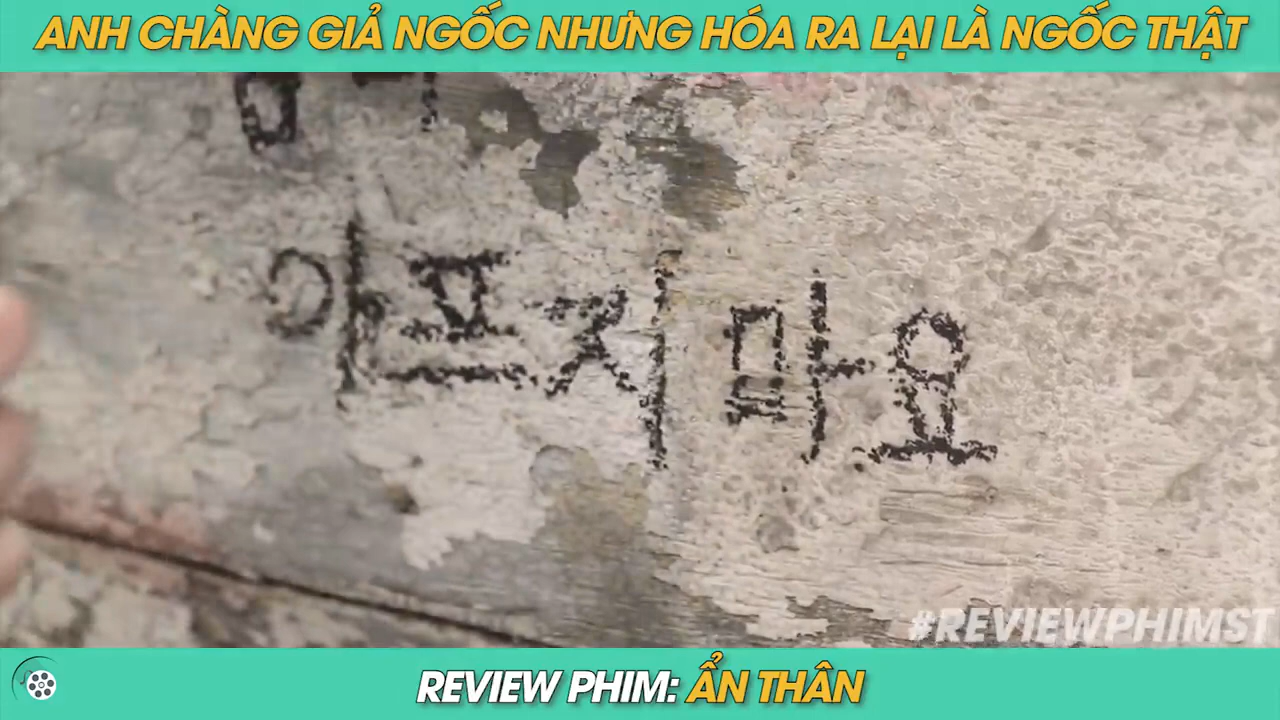 ANH CHÀNG GIẢ NGỐC NHƯNG HÓA RA LẠI LÀ NGỐC THẬT
아프지 마요
#REVIEWPHIMST
REVIEW PHIM: ẨN THÂN